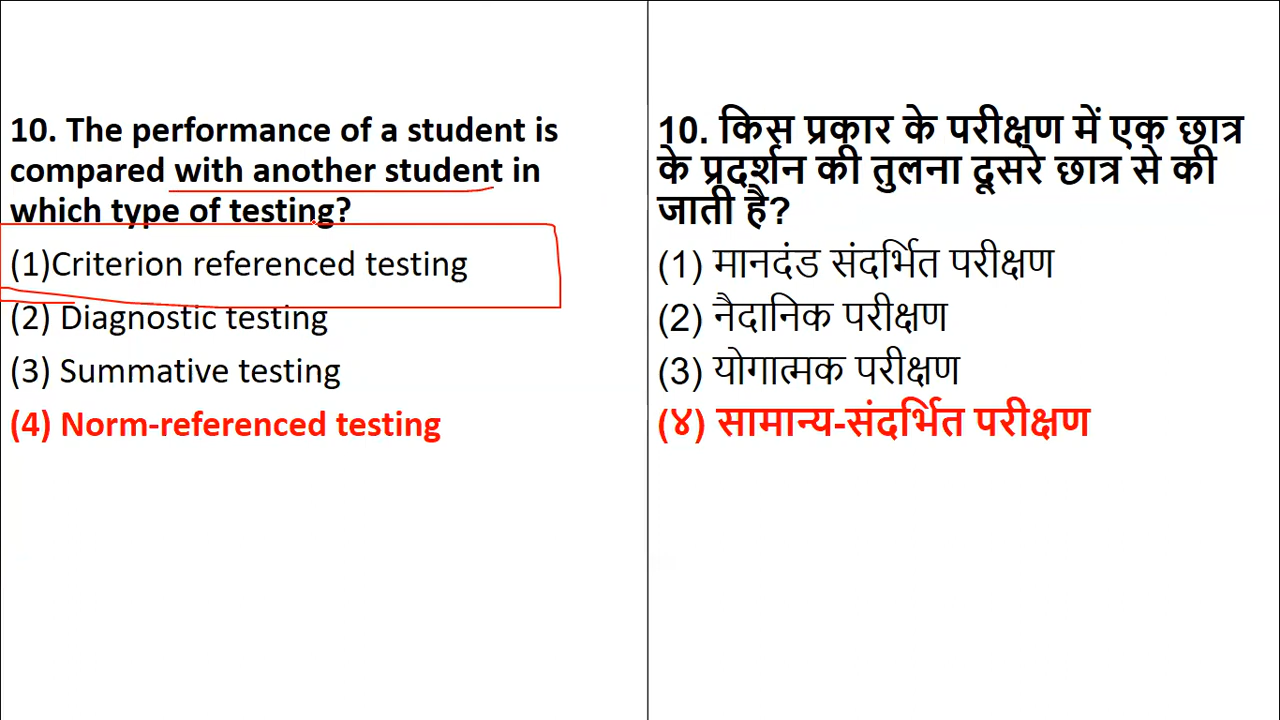 10. The performance of a student is
compared with another student in
which type of testing?
(1)Criterion referenced testing
(2) Diagnostic testing
(3) Summative testing
(4) Norm-referenced testing
10. किस प्रकार के परीक्षण में एक छात्र
के प्रदर्शन की तुलना दूसरे छात्र से की
जाती है?
(1) मानदंड संदर्भित परीक्षण
(2) नैदानिक परीक्षण
(3) योगात्मक परीक्षण
(४) सामान्य-संदर्भित परीक्षण